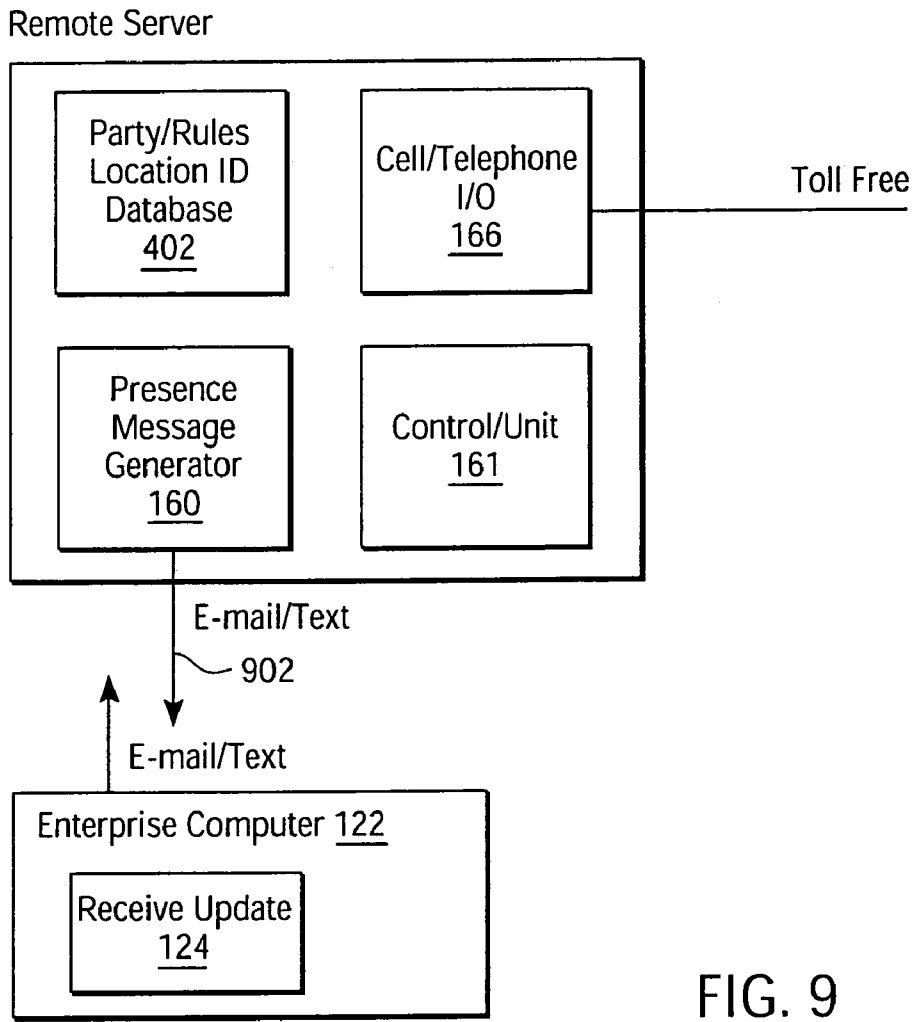 Remote Server
Party/Rules
Location ID
Database
402
Cell/Telephone
I/O
166
Toll Free
Presence
Message
Generator
160
Control/Unit
161
E-mail/Text
902
E-mail/Text
Enterprise Computer 122
Receive Update
124
FIG. 9